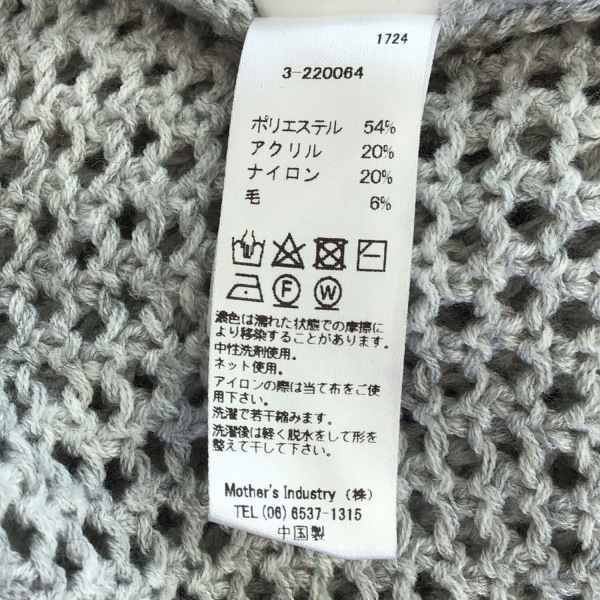 1724
3-220064
ポリエステル 54%
アクリル 20%
ナイロン 20%
毛 6%
F W
濃色は濡れた状態での摩擦に
より移染することがあります。
中性洗剤使用。
ネット使用。
アイロンの際は当て布をご使
用下さい。
洗濯で若干縮みます。
洗濯後は軽く脱水をして形を
整えて干して下さい。
Mother's Industry (株)
TEL (06) 6537-1315
中国製